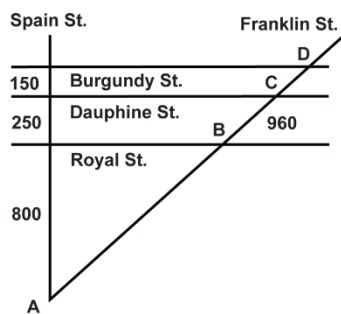 Spain St.
Franklin St.
D
150 Burgundy St. C
Dauphine St.
250 B 960
Royal St.
800
A